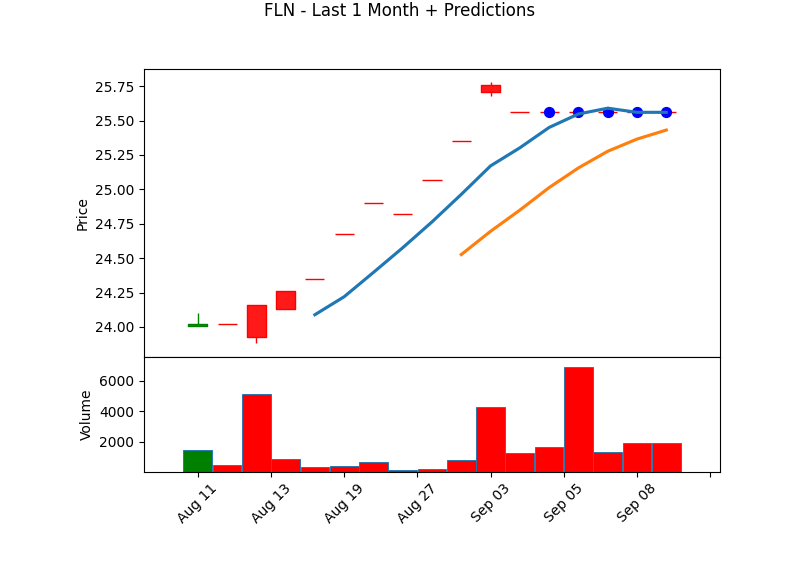 FLN - Last 1 Month + Predictions
25.75
25.50
25.25
25.00
24.75
24.50
24.25
24.00
Price
6000
4000
2000
Volume
Aug 11
Aug 13
Aug 19
Aug 27
Sep 03
Sep 05
Sep 08